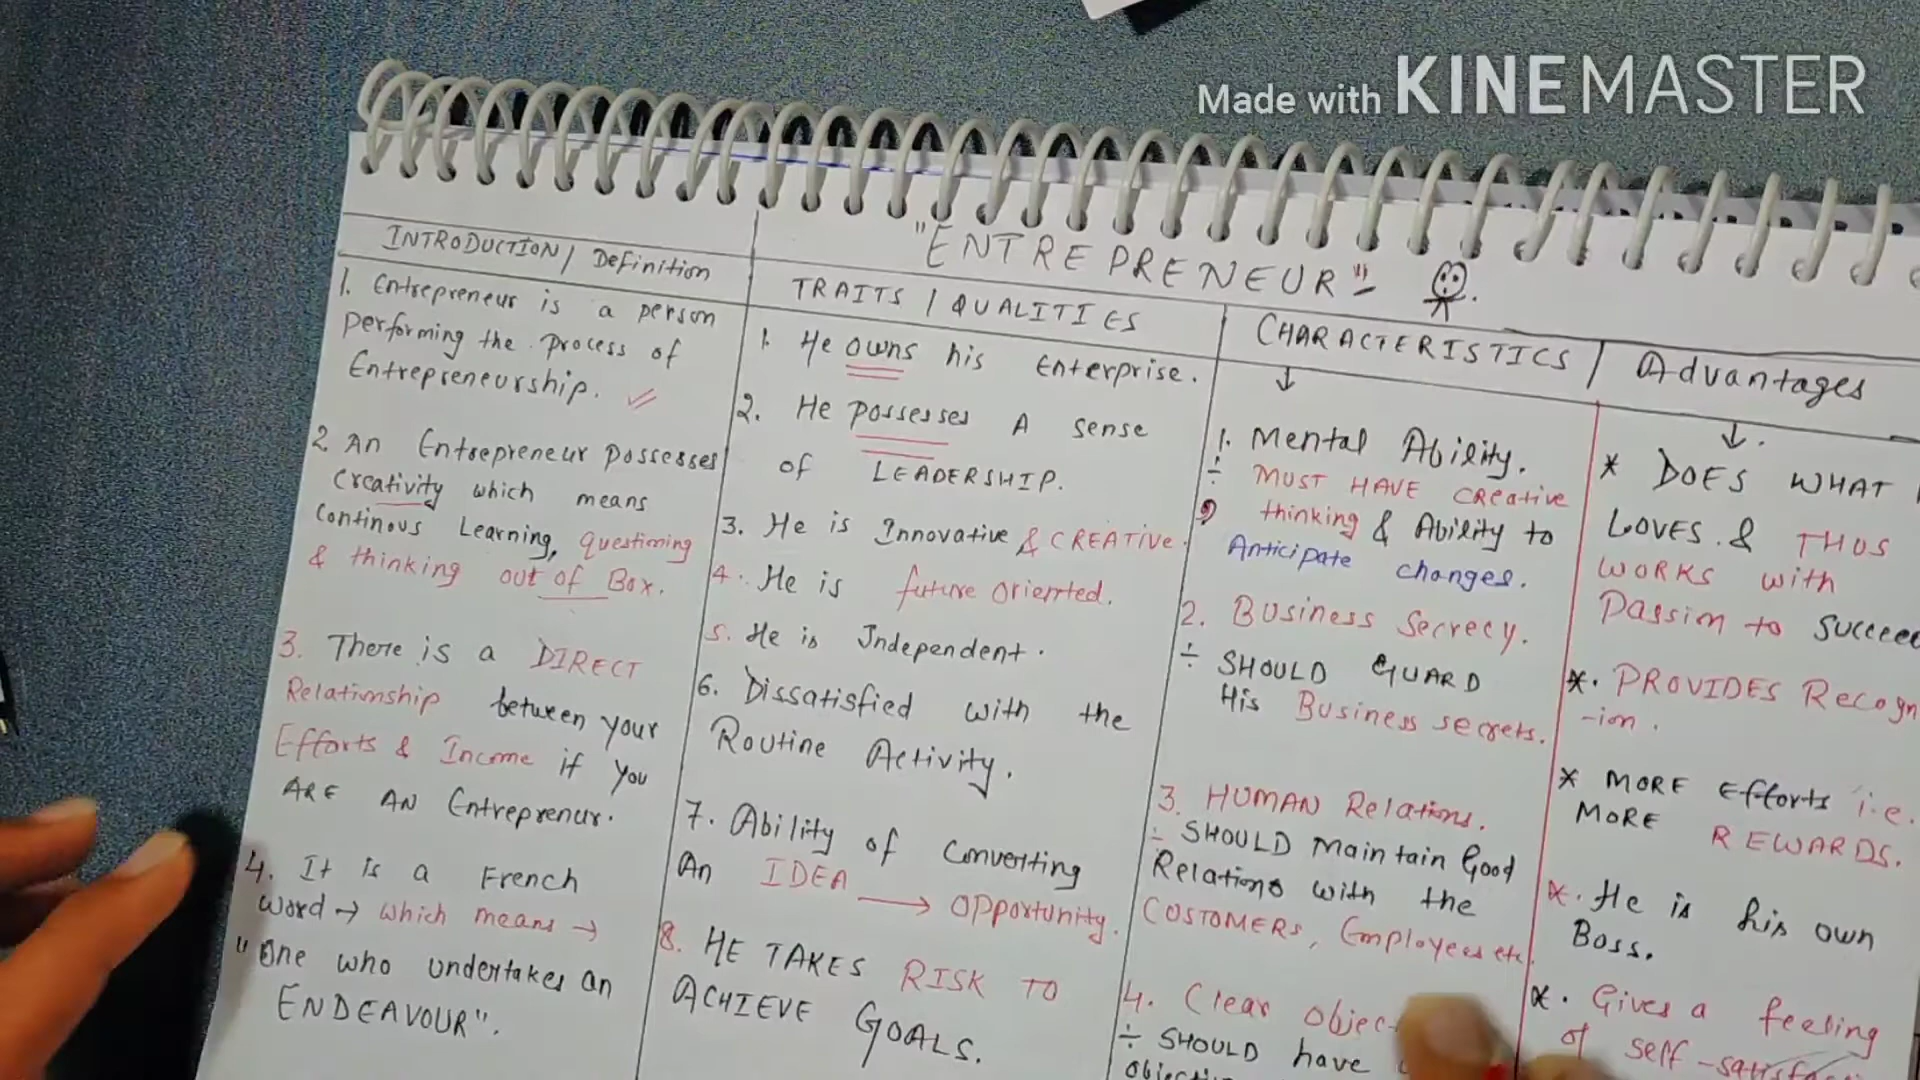 Made with KINEMASTER
"ENTREPRENEUR"
INTRODUCTION / Definition
1. Entrepreneur is a person
performing the process of
Entrepreneurship.
2 An Entrepreneur possesses
creativity which means
continous Learning, questioning
& thinking out of Box.
3. There is a DIRECT
Relationship between your
Efforts & Income if you
ARE AN Entreprenur.
4. It is a French
word → which means →
"One who undertakes an
ENDEAVOUR".
TRAITS / QUALITIES
1. He owns his Enterprise.
2. He possesses A sense
of LEADERSHIP.
3. He is Innovative & CREATIVE.
4. He is future oriented.
5. He is Independent.
6. Dissatisfied with the
Routine Activity.
7. Ability of converting
An IDEA → opportunity.
8. HE TAKES RISK TO
ACHIEVE GOALS.
CHARACTERISTICS /
1. Mental Ability.
÷ MUST HAVE creative
thinking & Ability to
Anticipate changes.
2. Business Secrecy.
÷ SHOULD GUARD
His Business secrets.
3. HUMAN Relations.
÷ SHOULD maintain Good
Relations with the
CUSTOMERS, Employees etc.
4. Clear
÷ SHOULD have
Advantages
* DOES WHAT
LOVES. & THUS
WORKS with
Passion to succeed
*. PROVIDES Recogn
-ion.
* MORE Efforts i.e.
MORE REWARDS.
*. He is his own
Boss.
*. Gives a feeling
of self-